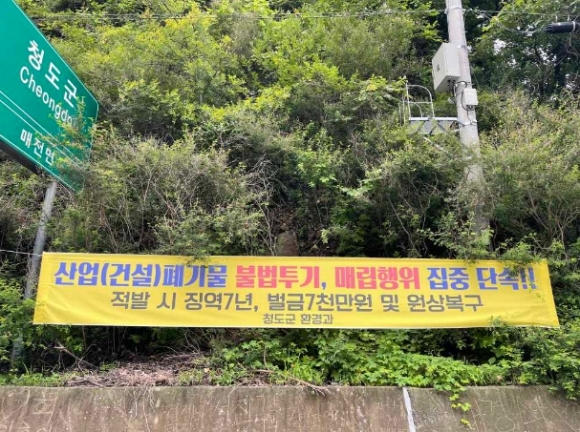 청도군
Cheongdo
매전면
산업(건설)폐기물 불법투기, 매립행위 집중 단속!!
적발 시 징역7년, 벌금7천만원 및 원상복구
청도군 환경과